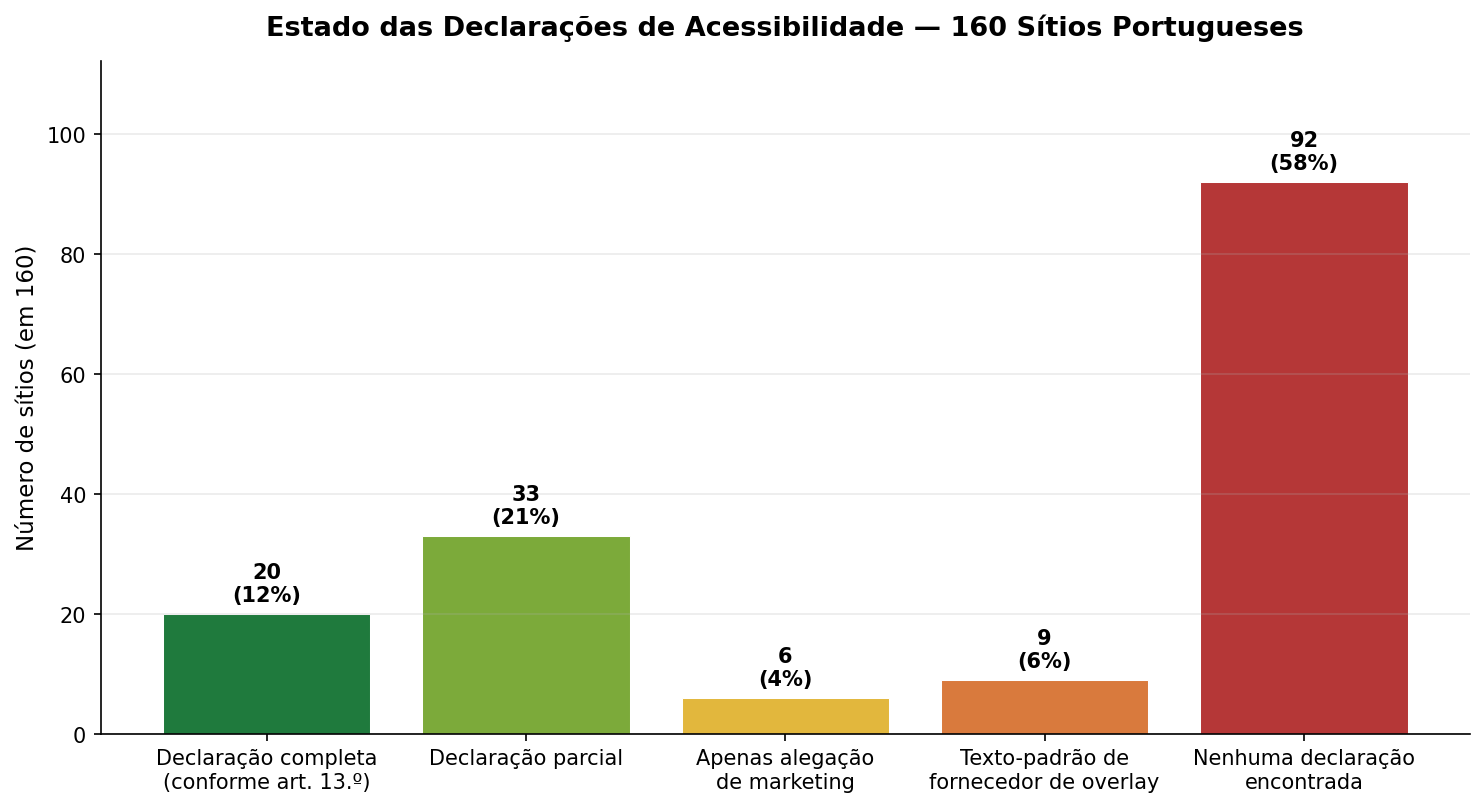 Estado das Declarações de Acessibilidade — 160 Sítios Portugueses
Número de sítios (em 160)
100
80
60
40
20
0
20
(12%)
33
(21%)
6
(4%)
9
(6%)
92
(58%)
Declaração completa
(conforme art. 13.º)
Declaração parcial
Apenas alegação
de marketing
Texto-padrão de
fornecedor de overlay
Nenhuma declaração
encontrada